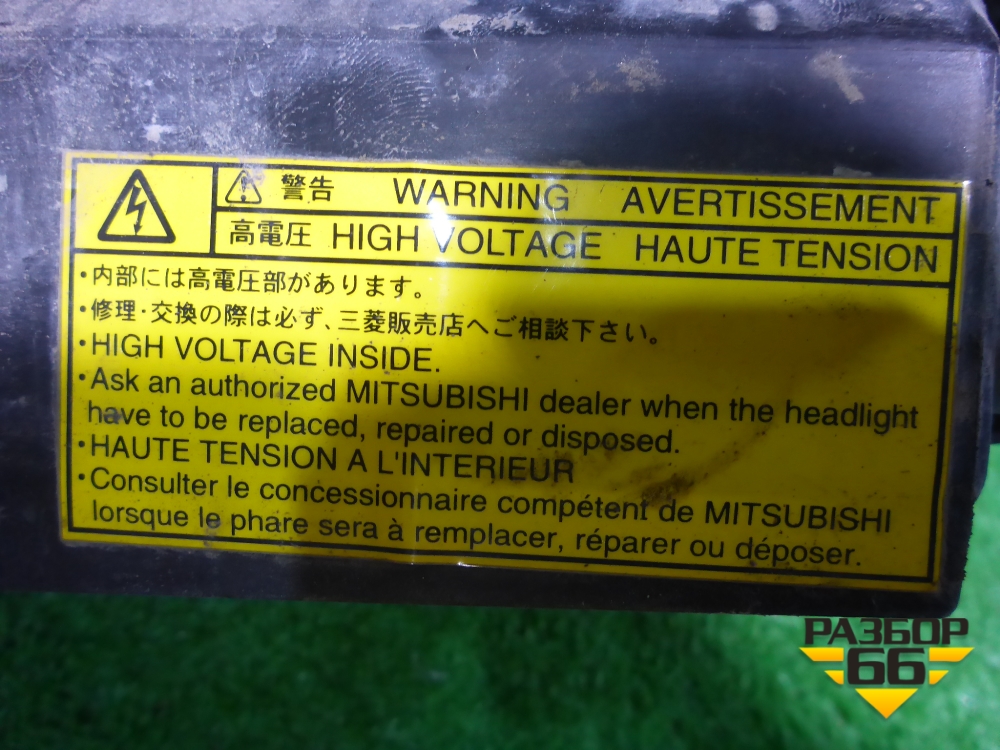 警告 WARNING AVERTISSEMENT
高電圧 HIGH VOLTAGE HAUTE TENSION
・内部には高電圧部があります。
・修理・交換の際は必ず、三菱販売店へご相談下さい。
・HIGH VOLTAGE INSIDE.
・Ask an authorized MITSUBISHI dealer when the headlight
have to be replaced, repaired or disposed.
・HAUTE TENSION A L'INTERIEUR
・Consulter le concessionnaire compétent de MITSUBISHI
lorsque le phare sera à remplacer, réparer ou déposer.
РАЗБОР
66